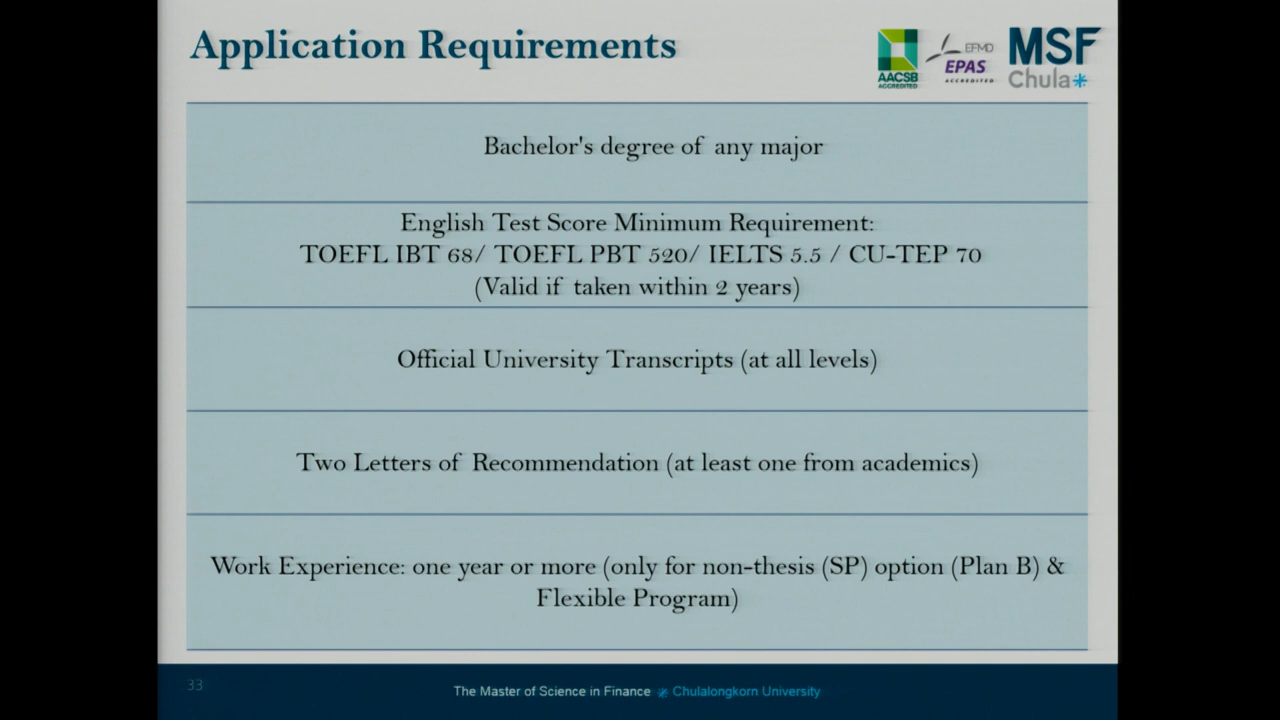 Application Requirements
AACSB
ACCREDITED
EFMD
EPAS
ACCREDITED
MSF
Chula
Bachelor's degree of any major
English Test Score Minimum Requirement:
TOEFL IBT 68/ TOEFL PBT 520/ IELTS 5.5 / CU-TEP 70
(Valid if taken within 2 years)
Official University Transcripts (at all levels)
Two Letters of Recommendation (at least one from academics)
Work Experience: one year or more (only for non-thesis (SP) option (Plan B) &
Flexible Program)
33
The Master of Science in Finance Chulalongkorn University